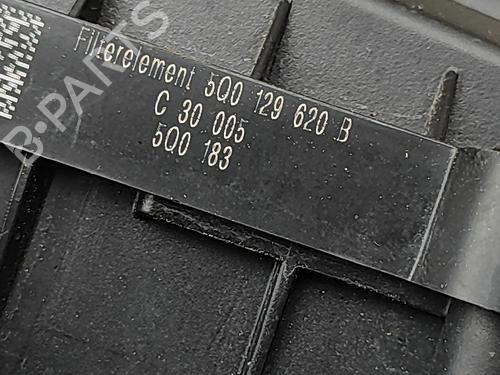 Filterelement 5Q0 129 620 B
C 30 005
5Q0 183
B-PARTS